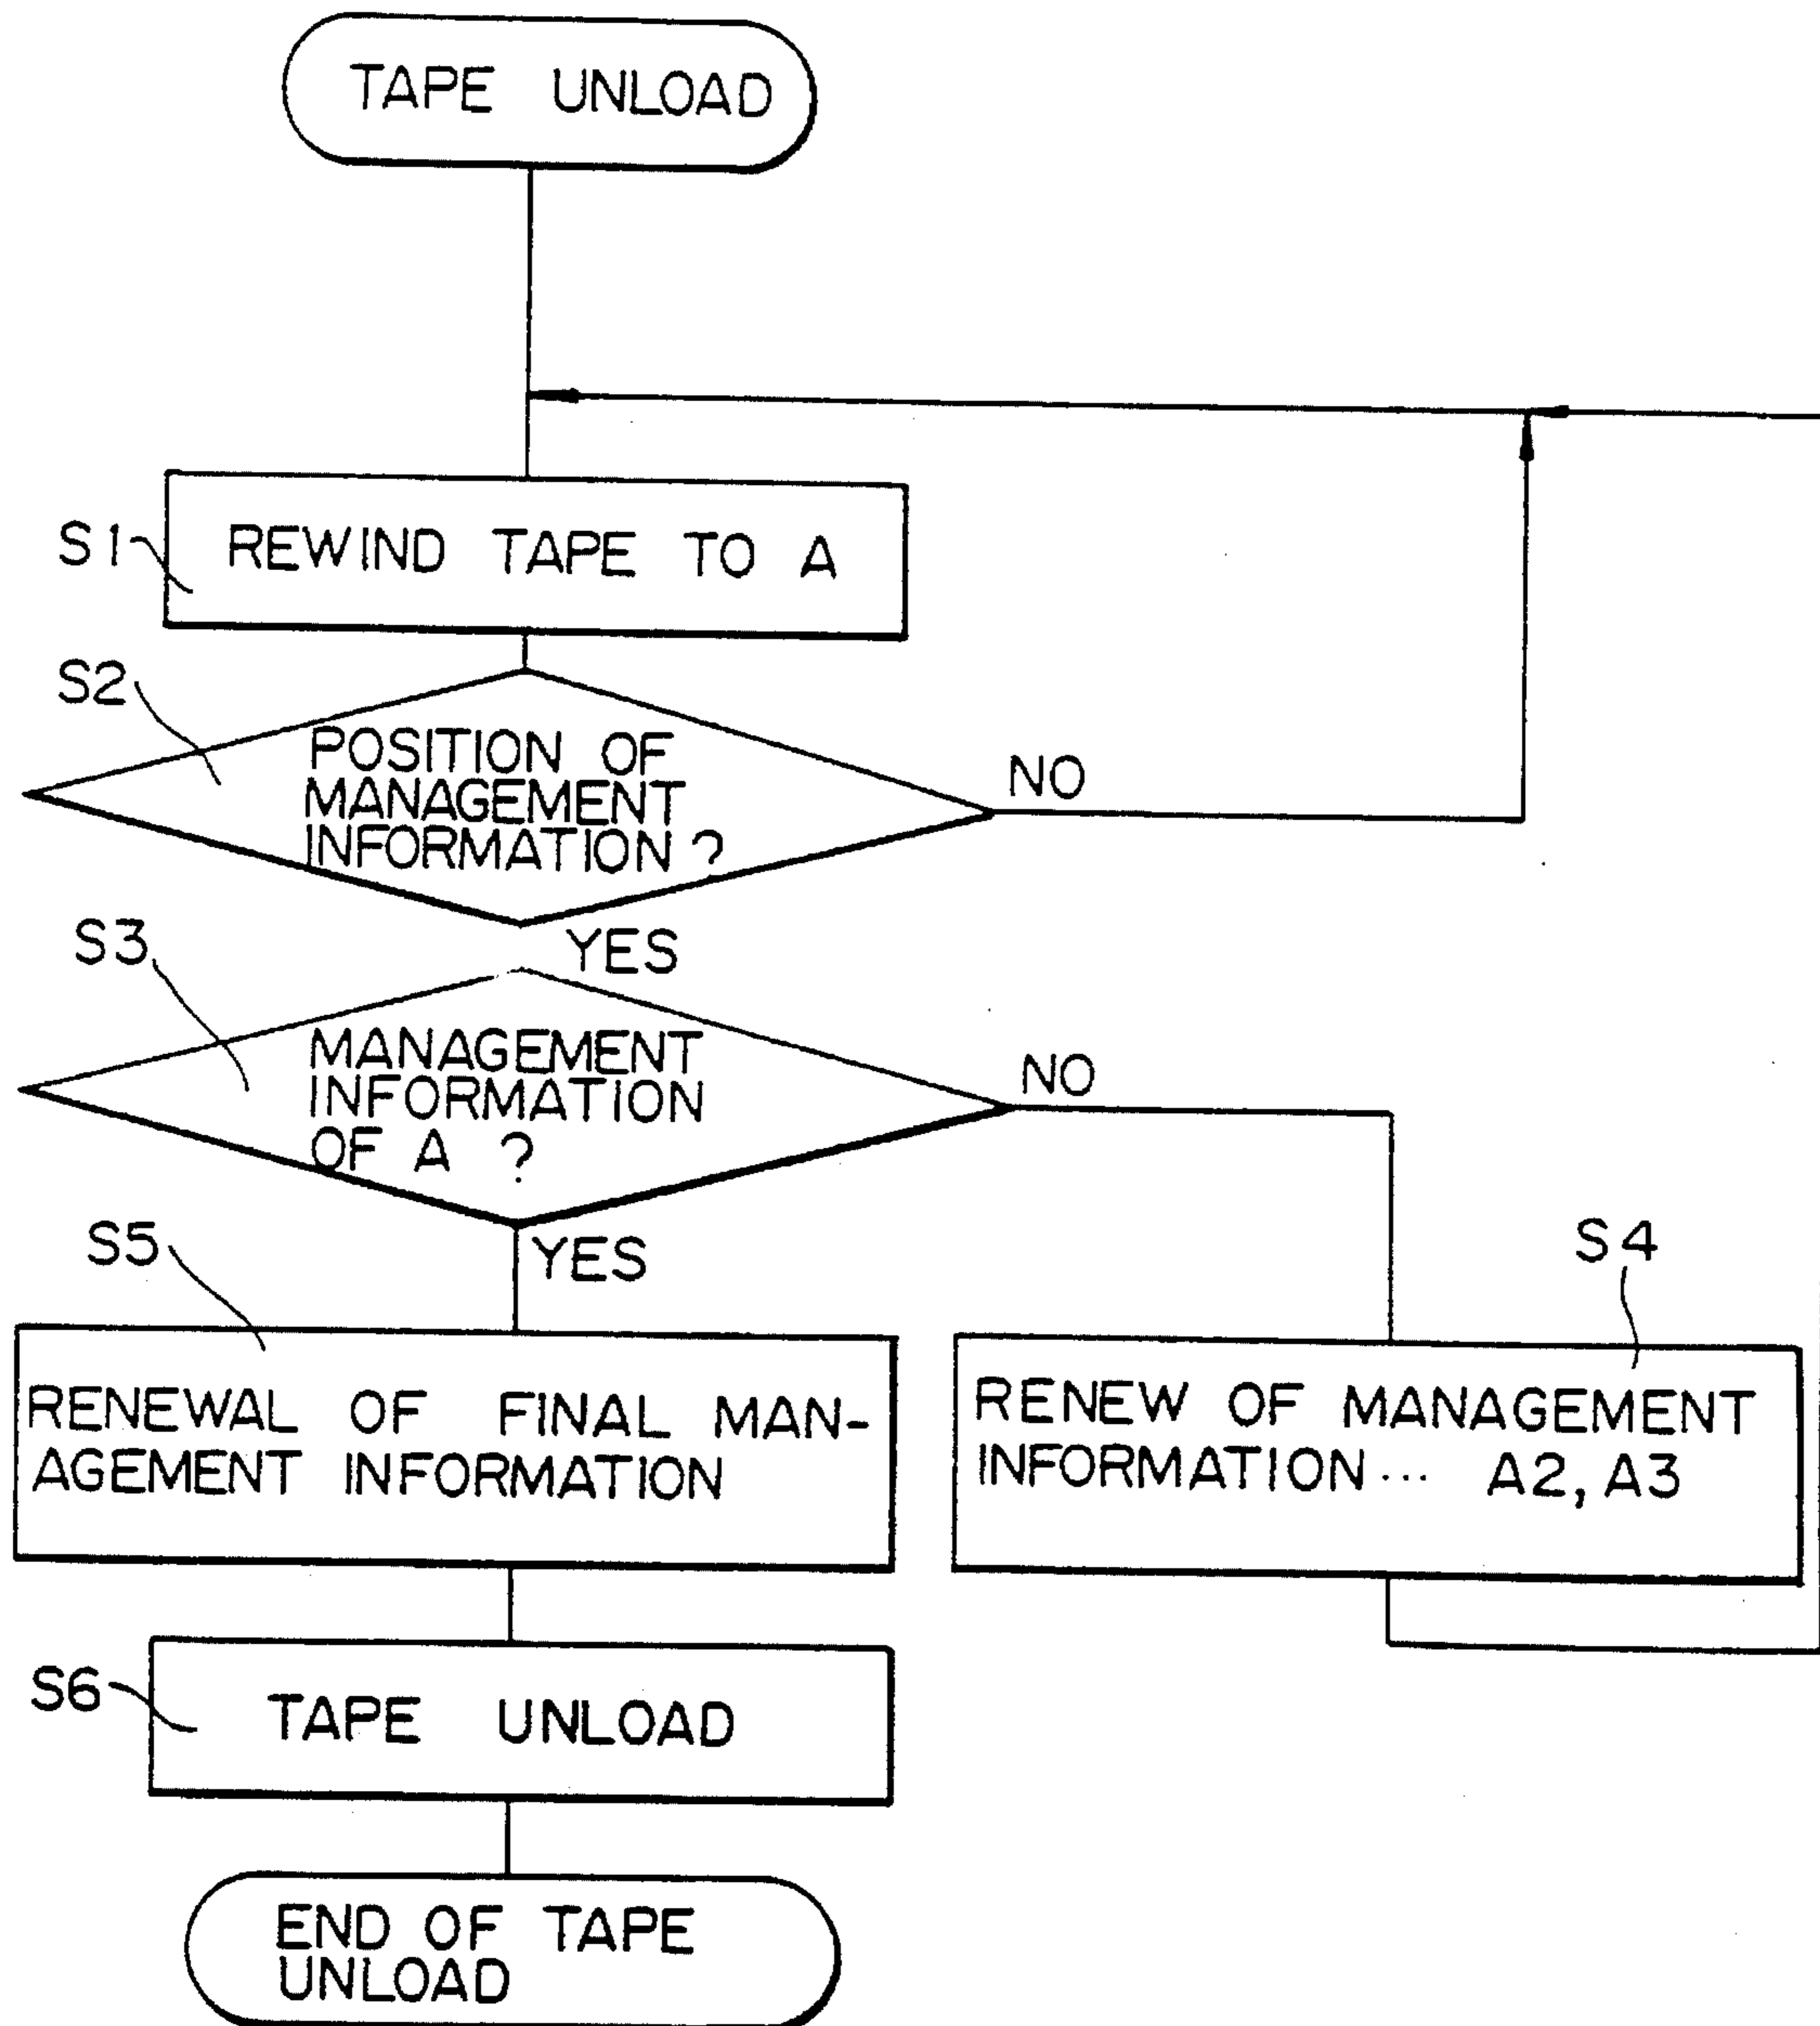 TAPE UNLOAD
S1
REWIND TAPE TO A
S2
POSITION OF
MANAGEMENT
INFORMATION ?
NO
YES
S3
MANAGEMENT
INFORMATION
OF A ?
NO
YES
S5
RENEWAL OF FINAL MAN-
AGEMENT INFORMATION
S4
RENEW OF MANAGEMENT
INFORMATION ... A2, A3
S6
TAPE UNLOAD
END OF TAPE
UNLOAD